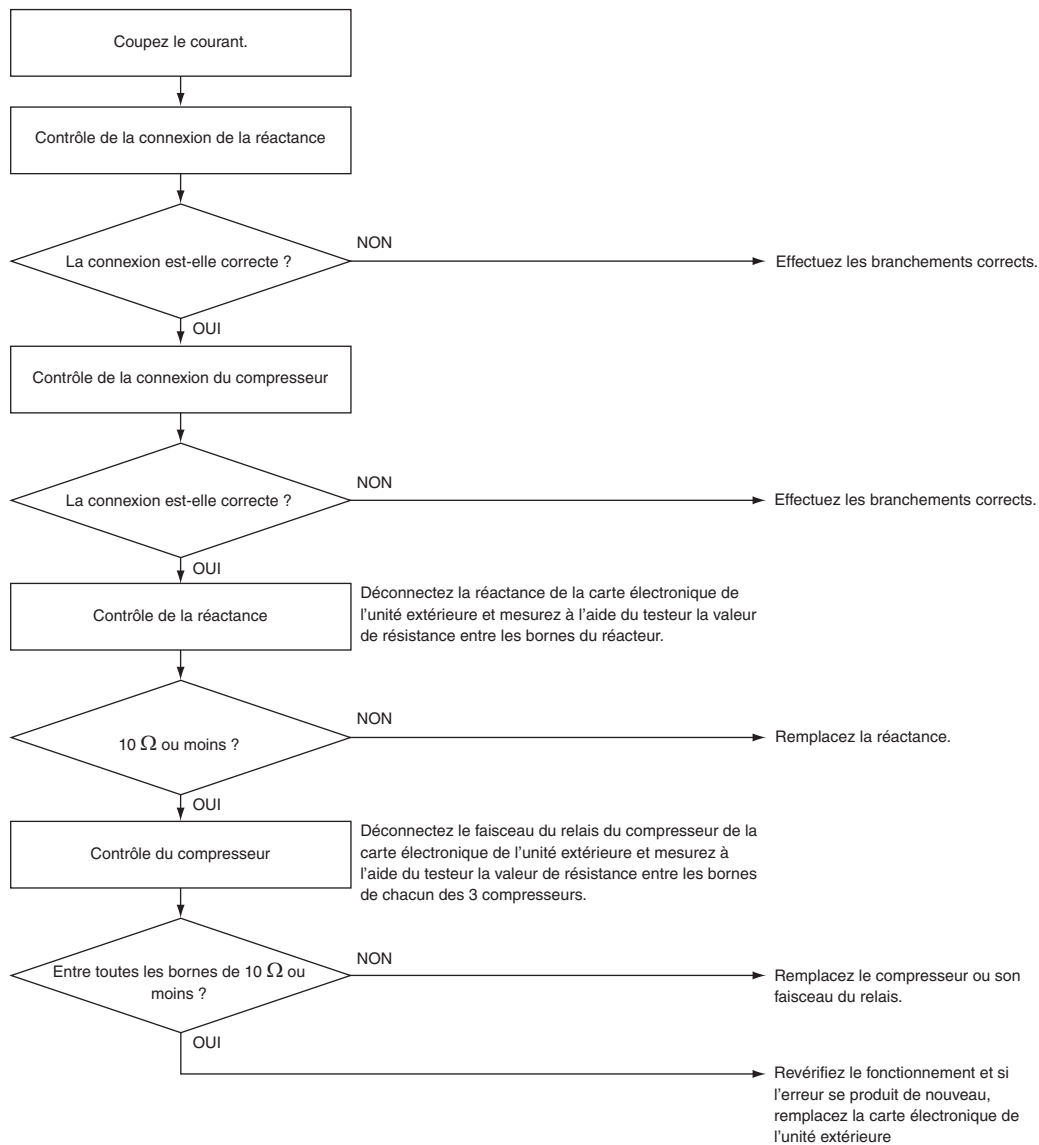 Coupez le courant.
Contrôle de la connexion de la réactance
La connexion est-elle correcte ?
NON
Effectuez les branchements corrects.
OUI
Contrôle de la connexion du compresseur
La connexion est-elle correcte ?
NON
Effectuez les branchements corrects.
OUI
Contrôle de la réactance
Déconnectez la réactance de la carte électronique de
l'unité extérieure et mesurez à l'aide du testeur la valeur
de résistance entre les bornes du réacteur.
10 Ω ou moins ?
NON
Remplacez la réactance.
OUI
Contrôle du compresseur
Déconnectez le faisceau du relais du compresseur de la
carte électronique de l'unité extérieure et mesurez à
l'aide du testeur la valeur de résistance entre les bornes
de chacun des 3 compresseurs.
Entre toutes les bornes de 10 Ω ou
moins ?
NON
Remplacez le compresseur ou son
faisceau du relais.
OUI
Revérifiez le fonctionnement et si
l'erreur se produit de nouveau,
remplacez la carte électronique de
l'unité extérieure